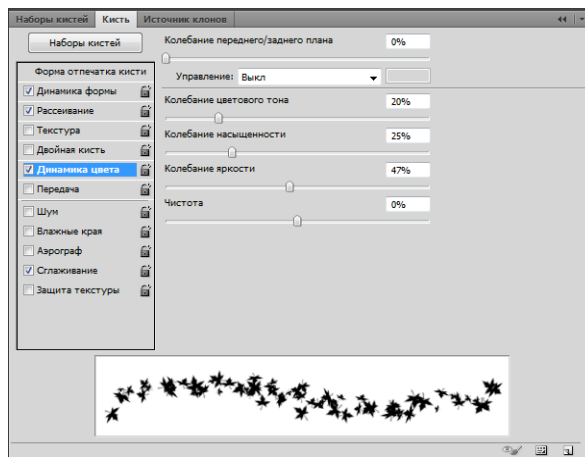 Наборы кистей Кисть Источник клонов
Наборы кистей
Форма отпечатка кисти
Динамика формы
Рассеивание
Текстура
Двойная кисть
Динамика цвета
Передача
Шум
Влажные края
Аэрограф
Сглаживание
Защита текстуры
Колебание переднего/заднего плана 0%
Управление: Выкл
Колебание цветового тона 20%
Колебание насыщенности 25%
Колебание яркости 47%
Чистота 0%